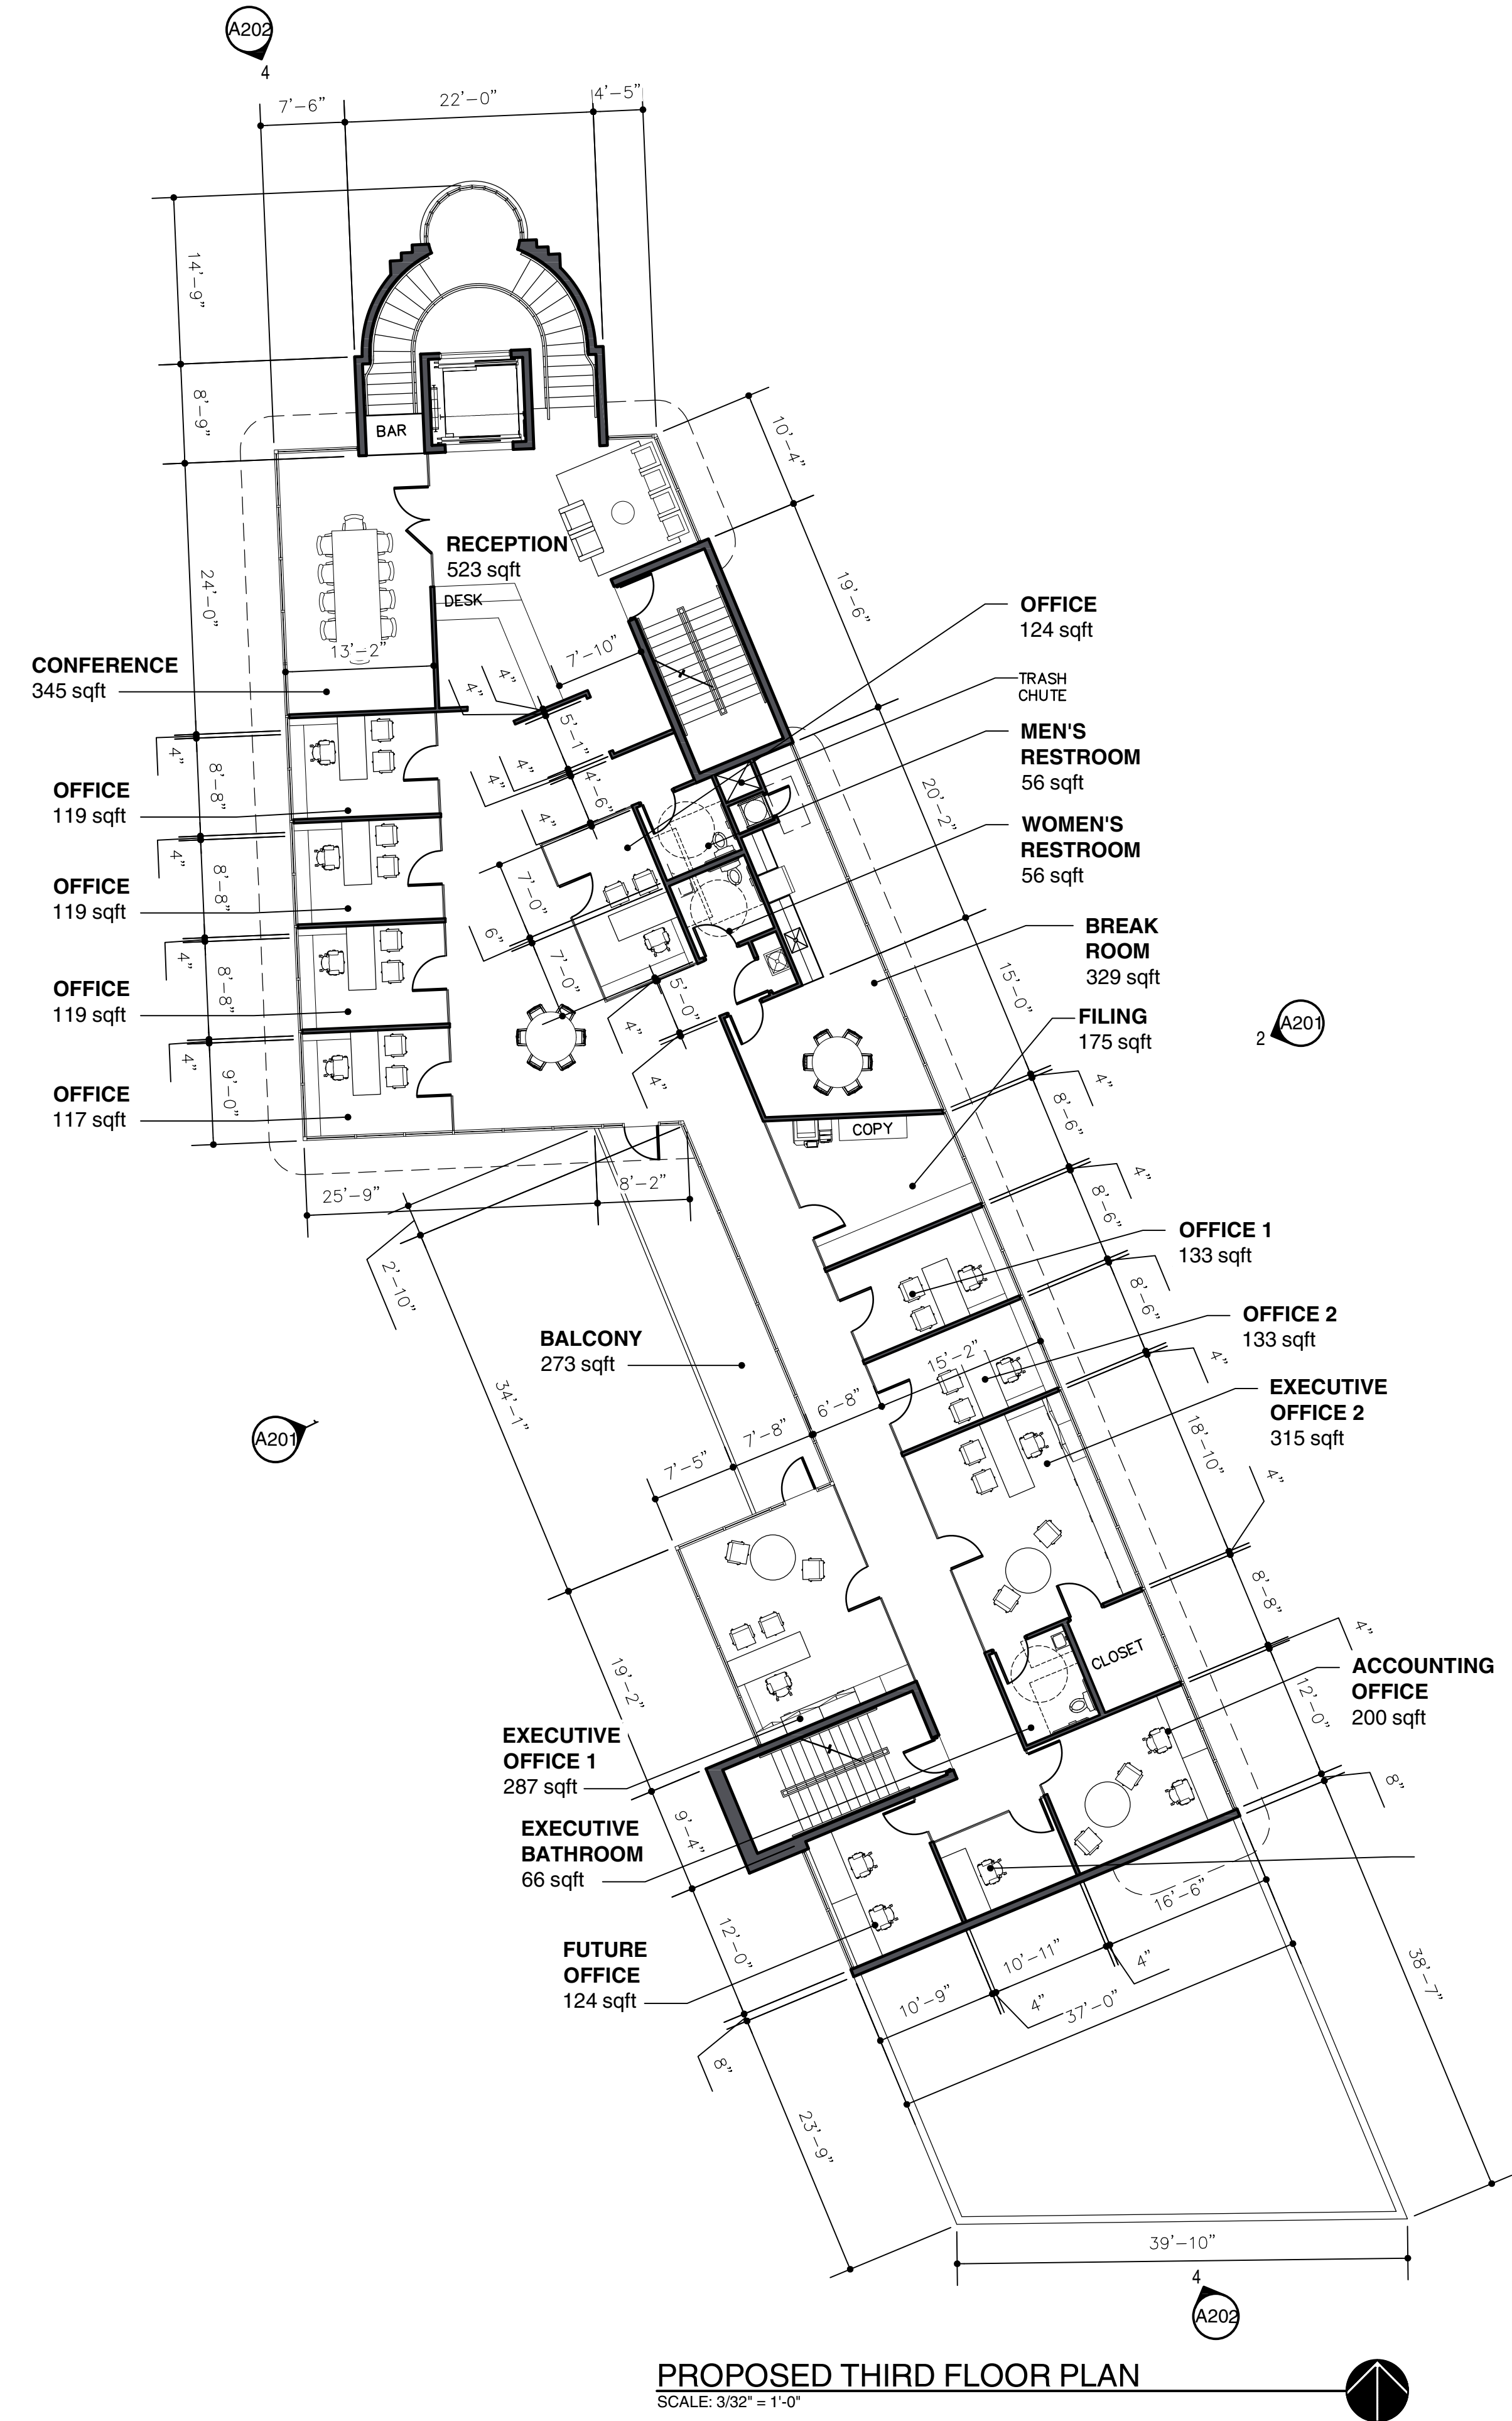 A202
4
7'-6"
22'-0"
4'-5"
14'-9"
8'-9"
BAR
10'-4"
24'-0"
RECEPTION
523 sqft
DESK
19'-6"
OFFICE
124 sqft
7'-10"
13'-2"
CONFERENCE
345 sqft
4"
4"
TRASH
CHUTE
5'-1"
MEN'S
RESTROOM
56 sqft
4"
8'-8"
4"
4"
4'-6"
20'-2"
OFFICE
119 sqft
4"
WOMEN'S
RESTROOM
56 sqft
4"
8'-8"
7'-0"
OFFICE
119 sqft
6"
BREAK
ROOM
329 sqft
4"
8'-8"
7'-0"
5'-0"
15'-0"
OFFICE
119 sqft
4"
FILING
175 sqft
2
A201
4"
9'-0"
4"
4"
8'-6"
OFFICE
117 sqft
COPY
25'-9"
8'-2"
4"
8'-6"
OFFICE 1
133 sqft
2'-10"
8'-6"
BALCONY
273 sqft
OFFICE 2
133 sqft
15'-2"
4"
34'-1"
6'-8"
EXECUTIVE
OFFICE 2
315 sqft
A201
1
7'-8"
7'-5"
18'-10"
4"
8'-8"
4"
19'-2"
CLOSET
ACCOUNTING
OFFICE
200 sqft
12'-0"
EXECUTIVE
OFFICE 1
287 sqft
8"
9'-4"
EXECUTIVE
BATHROOM
66 sqft
16'-6"
12'-0"
FUTURE
OFFICE
124 sqft
10'-11"
4"
38'-7"
10'-9"
4"
37'-0"
8"
23'-9"
39'-10"
4
A202
PROPOSED THIRD FLOOR PLAN
SCALE: 3/32" = 1'-0"